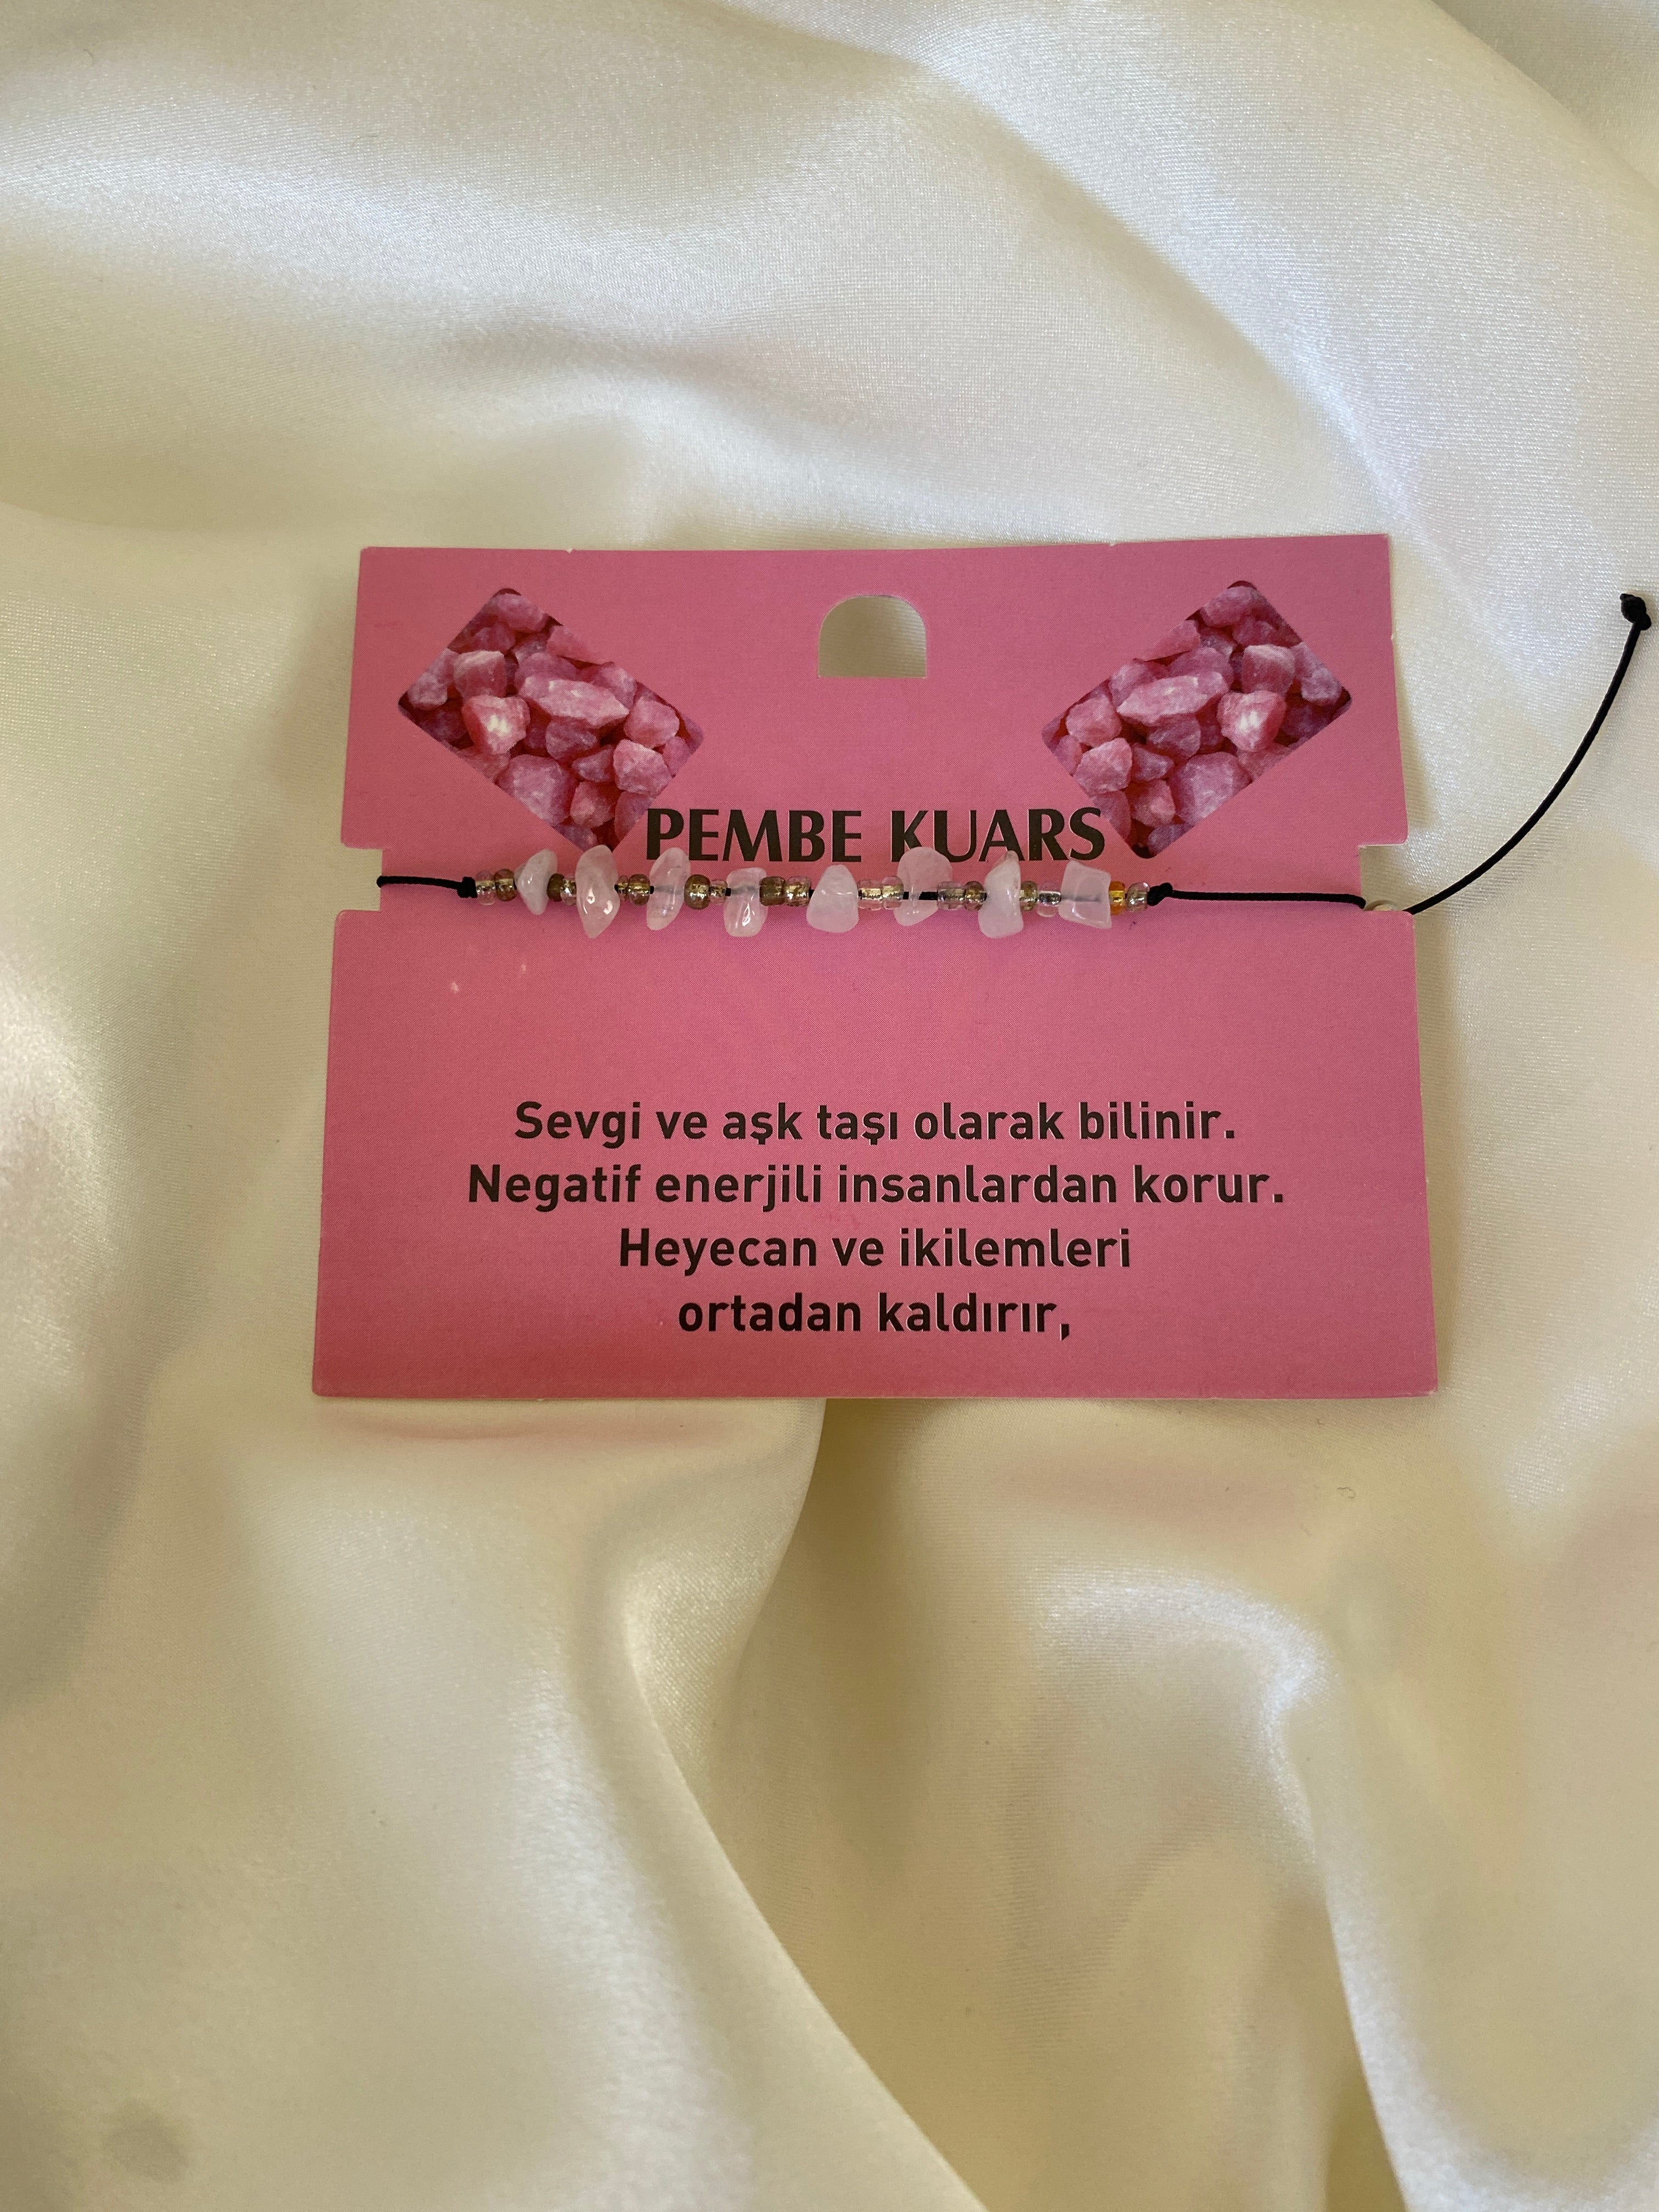 PEMBE KUARS
Sevgi ve aşk taşı olarak bilinir.
Negatif enerjili insanlardan korur.
Heyecan ve ikilemleri
ortadan kaldırır,